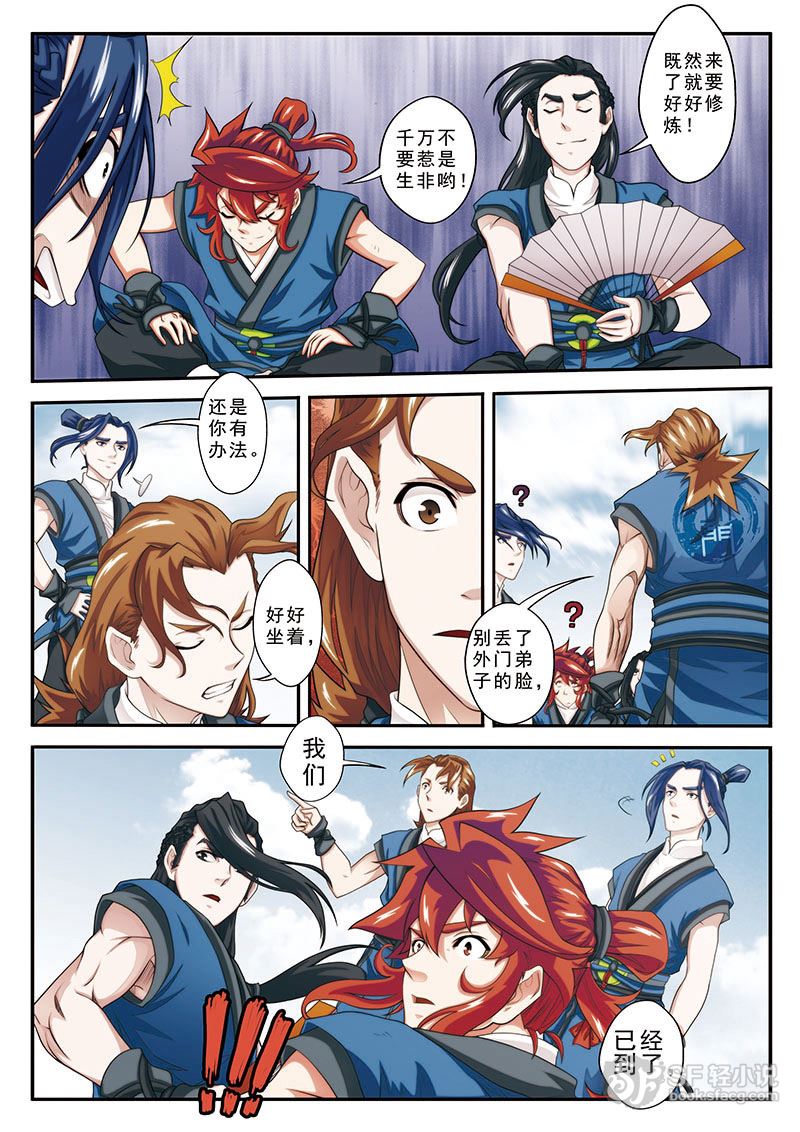 既然来
了就要
好好修
炼！
千万不
要惹是
生非哟！
还是
你有
办法。
好好
坐着，
?
門
别丢了
外门弟
子的脸，
?
我们
!!!
已经
到了
SF轻小说
book.sfacg.com